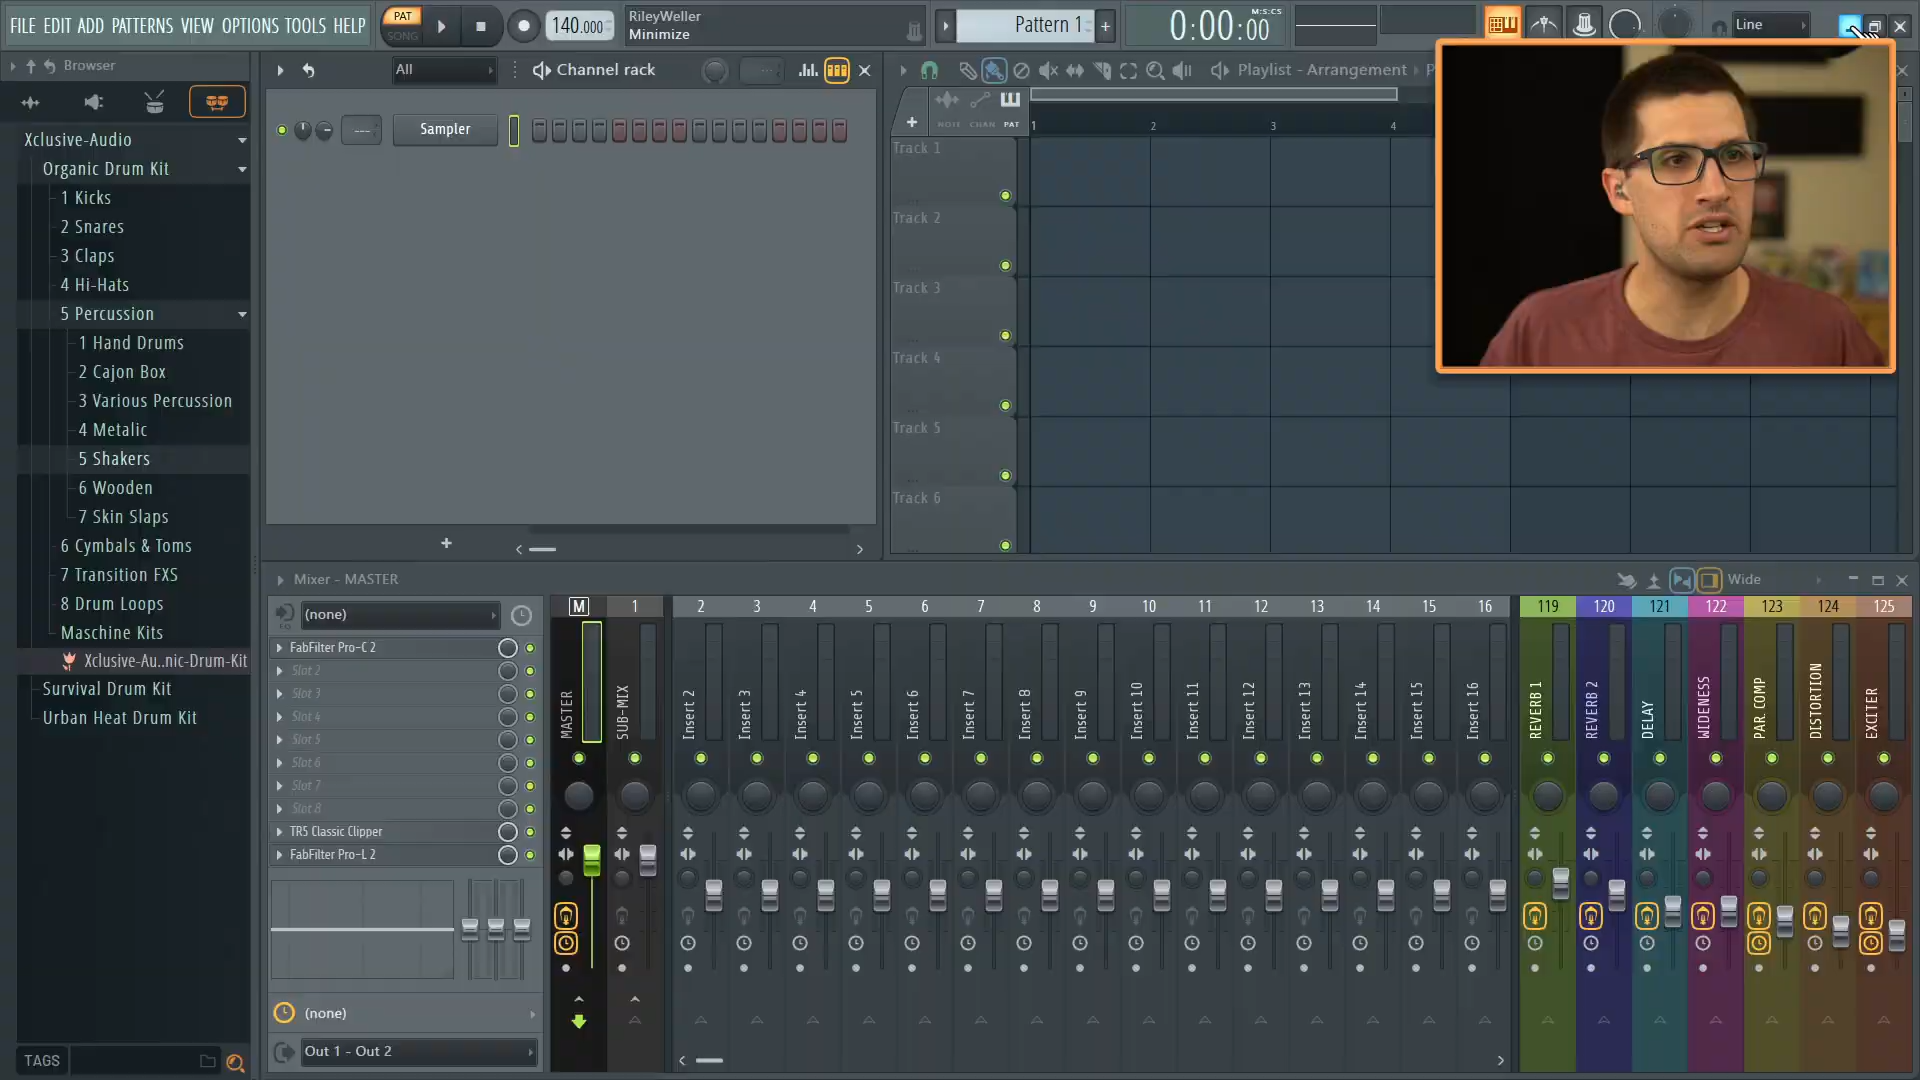 FILE EDIT ADD PATTERNS VIEW OPTIONS TOOLS HELP
PAT
SONG
140.000
RileyWeller
Minimize
Pattern 1
+
0:00:00
M:S:CS
Line
Browser
All
Channel rack
Playlist - Arrangement
NOTE CHAN PAT
1 2 3 4
Xclusive-Audio
Organic Drum Kit
1 Kicks
2 Snares
3 Claps
4 Hi-Hats
5 Percussion
1 Hand Drums
2 Cajon Box
3 Various Percussion
4 Metalic
5 Shakers
6 Wooden
7 Skin Slaps
6 Cymbals & Toms
7 Transition FXS
8 Drum Loops
Maschine Kits
Xclusive-Au..nic-Drum-Kit
Survival Drum Kit
Urban Heat Drum Kit
TAGS
---
Sampler
Track 1
Track 2
Track 3
Track 4
Track 5
Track 6
Mixer - MASTER
Wide
(none)
FabFilter Pro-C 2
Slot 2
Slot 3
Slot 4
Slot 5
Slot 6
Slot 7
Slot 8
TR5 Classic Clipper
FabFilter Pro-L 2
(none)
Out 1 - Out 2
M 1 2 3 4 5 6 7 8 9 10 11 12 13 14 15 16 119 120 121 122 123 124 125
MASTER
SUB-MIX
Insert 2
Insert 3
Insert 4
Insert 5
Insert 6
Insert 7
Insert 8
Insert 9
Insert 10
Insert 11
Insert 12
Insert 13
Insert 14
Insert 15
Insert 16
REVERB 1
REVERB 2
DELAY
WIDENESS
PAR COMP
DISTORTION
EXCITER